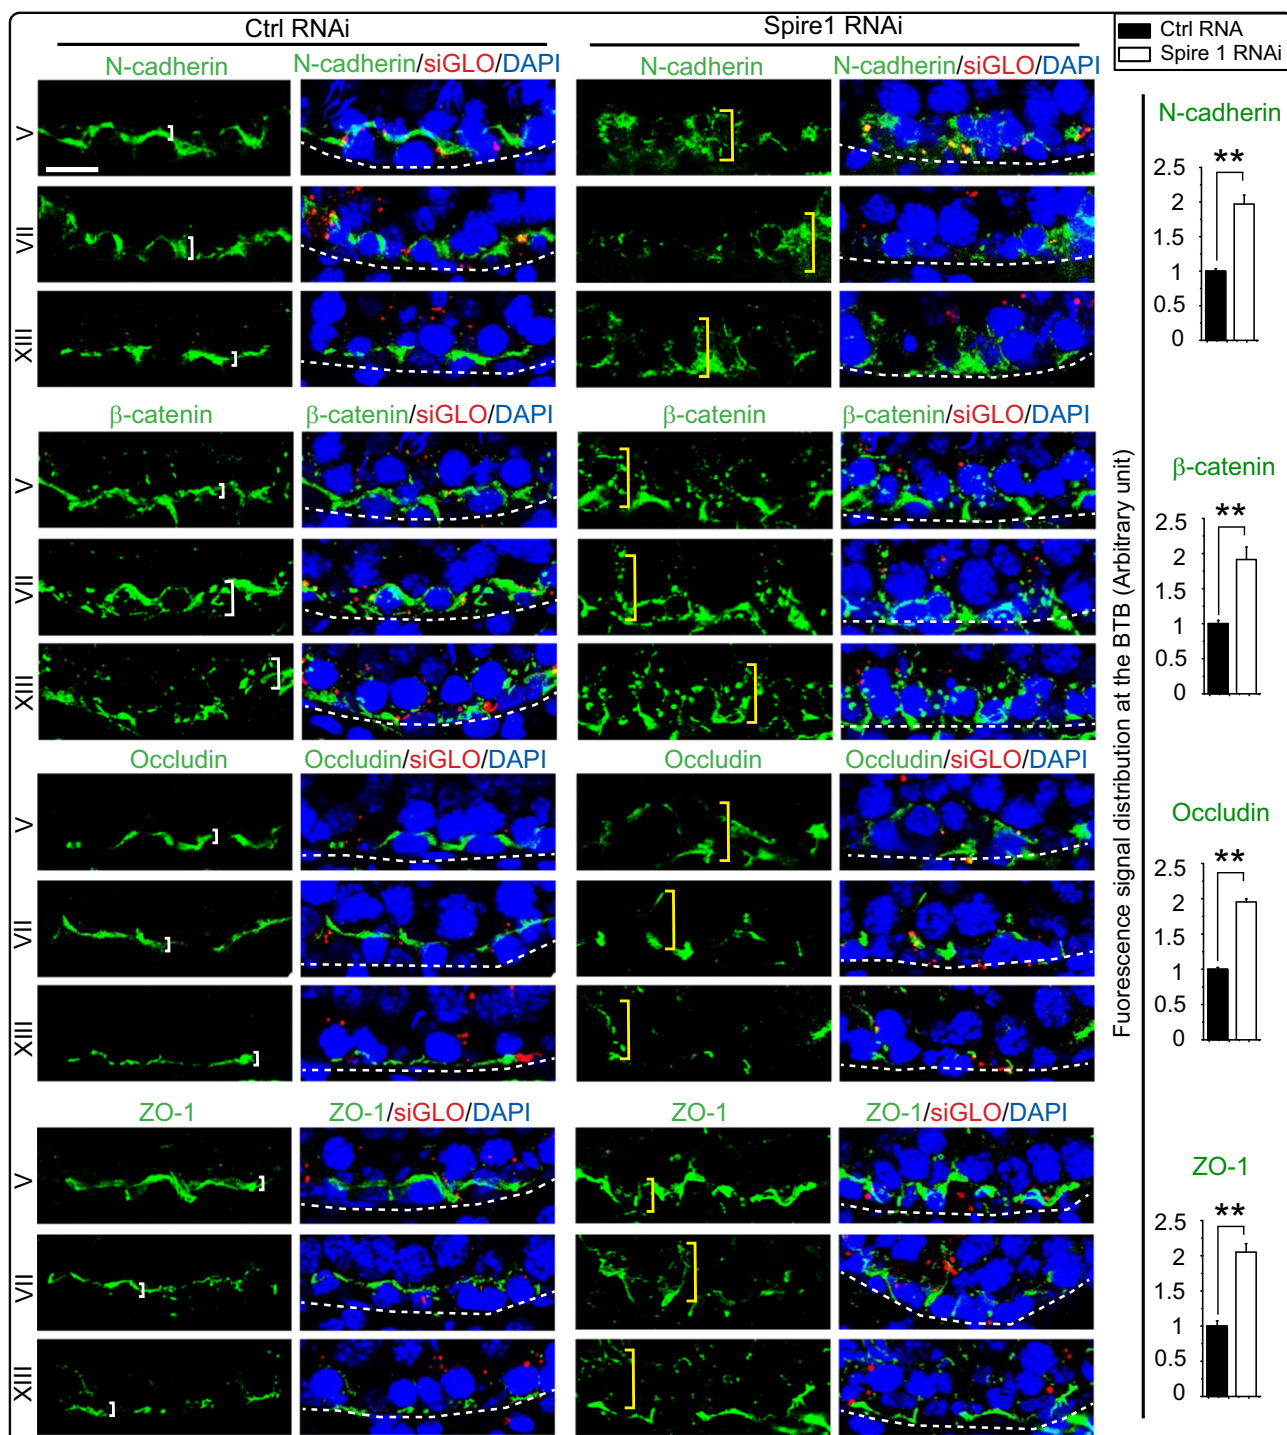 Ctrl RNAi
Spire1 RNAi
Ctrl RNA
Spire 1 RNAi
N-cadherin
N-cadherin/siGLO/DAPI
N-cadherin
N-cadherin/siGLO/DAPI
V
VII
XIII
β-catenin
β-catenin/siGLO/DAPI
β-catenin
β-catenin/siGLO/DAPI
V
VII
XIII
Occludin
Occludin/siGLO/DAPI
Occludin
Occludin/siGLO/DAPI
V
VII
XIII
ZO-1
ZO-1/siGLO/DAPI
ZO-1
ZO-1/siGLO/DAPI
V
VII
XIII
Fuorescence signal distribution at the BTB (Arbitrary unit)
N-cadherin
**
2.5
2
1.5
1
0.5
0
β-catenin
**
2.5
2
1.5
1
0.5
0
Occludin
**
2.5
2
1.5
1
0.5
0
ZO-1
**
2.5
2
1.5
1
0.5
0